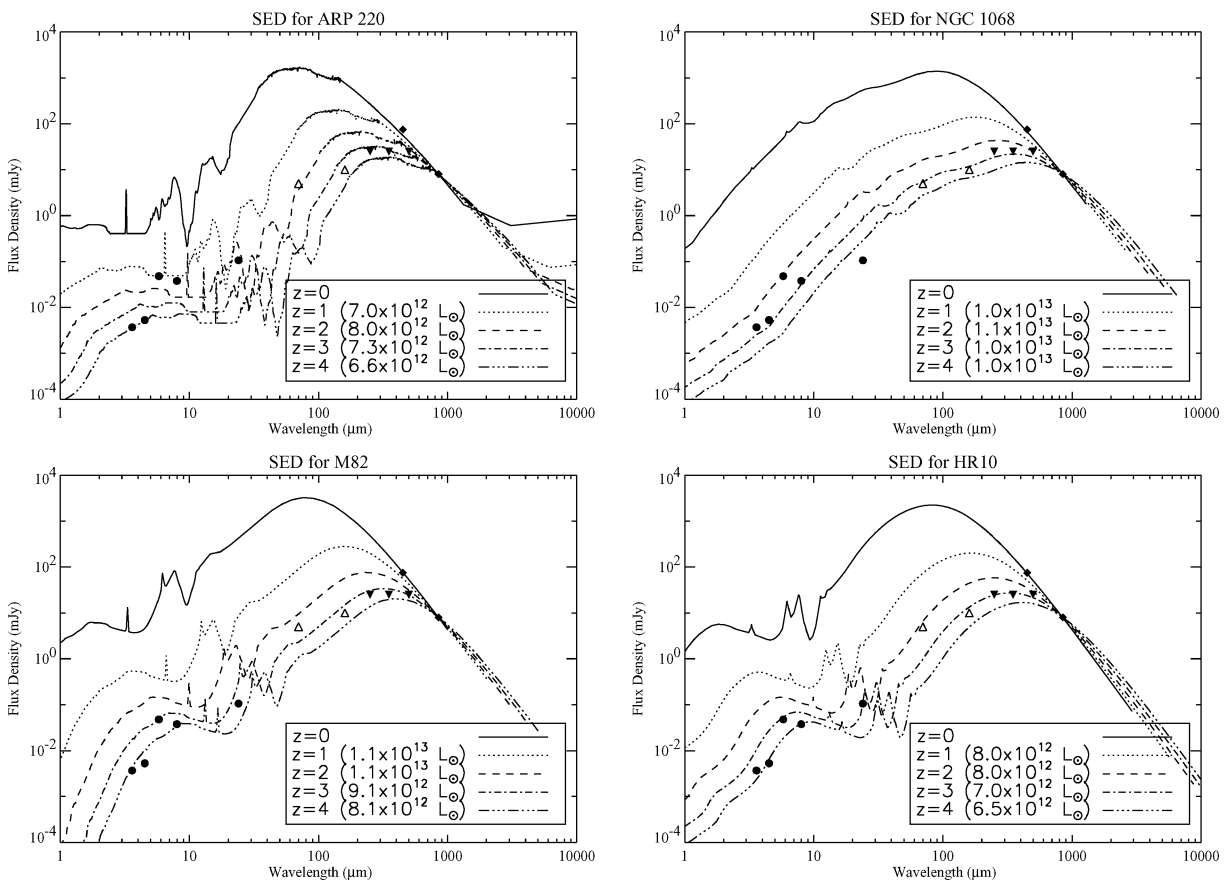 SED for ARP 220
10^4
10^2
10^0
10^-2
10^-4
Flux Density (mJy)
1 10 100 1000 10000
Wavelength (μm)
z=0
z=1 (7.0x10^12 L⊙)
z=2 (8.0x10^12 L⊙)
z=3 (7.3x10^12 L⊙)
z=4 (6.6x10^12 L⊙)
SED for NGC 1068
10^4
10^2
10^0
10^-2
10^-4
Flux Density (mJy)
1 10 100 1000 10000
Wavelength (μm)
z=0
z=1 (1.0x10^13 L⊙)
z=2 (1.1x10^13 L⊙)
z=3 (1.0x10^13 L⊙)
z=4 (1.0x10^13 L⊙)
SED for M82
10^4
10^2
10^0
10^-2
10^-4
Flux Density (mJy)
1 10 100 1000 10000
Wavelength (μm)
z=0
z=1 (1.1x10^13 L⊙)
z=2 (1.1x10^13 L⊙)
z=3 (9.1x10^12 L⊙)
z=4 (8.1x10^12 L⊙)
SED for HR10
10^4
10^2
10^0
10^-2
10^-4
Flux Density (mJy)
1 10 100 1000 10000
Wavelength (μm)
z=0
z=1 (8.0x10^12 L⊙)
z=2 (8.0x10^12 L⊙)
z=3 (7.0x10^12 L⊙)
z=4 (6.5x10^12 L⊙)